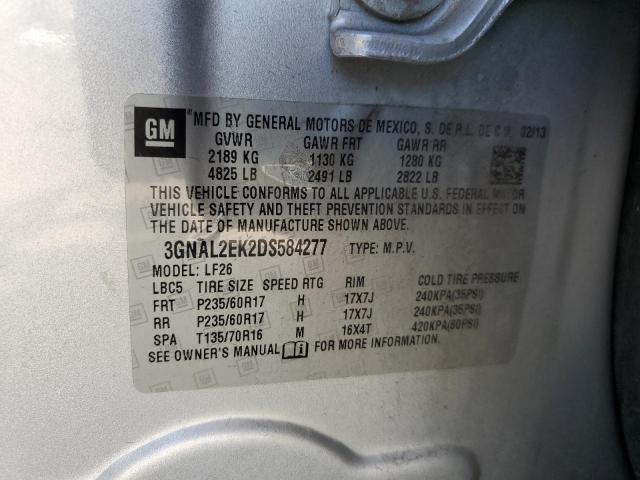 GM
MFD BY GENERAL MOTORS DE MEXICO, S. DE R.L. DE C.V. 02/13
GVWR GAWR FRT GAWR RR
2189 KG 1130 KG 1280 KG
4825 LB 2491 LB 2822 LB
THIS VEHICLE CONFORMS TO ALL APPLICABLE U.S. FEDERAL MOTOR
VEHICLE SAFETY AND THEFT PREVENTION STANDARDS IN EFFECT ON
THE DATE OF MANUFACTURE SHOWN ABOVE.
3GNAL2EK2DS584277 TYPE: M.P.V.
MODEL: LF26
LBC5 TIRE SIZE SPEED RTG RIM COLD TIRE PRESSURE
FRT P235/60R17 H 17X7J 240KPA(35PSI)
RR P235/60R17 H 17X7J 240KPA(35PSI)
SPA T135/70R16 M 16X4T 420KPA(60PSI)
SEE OWNER'S MANUAL FOR MORE INFORMATION.